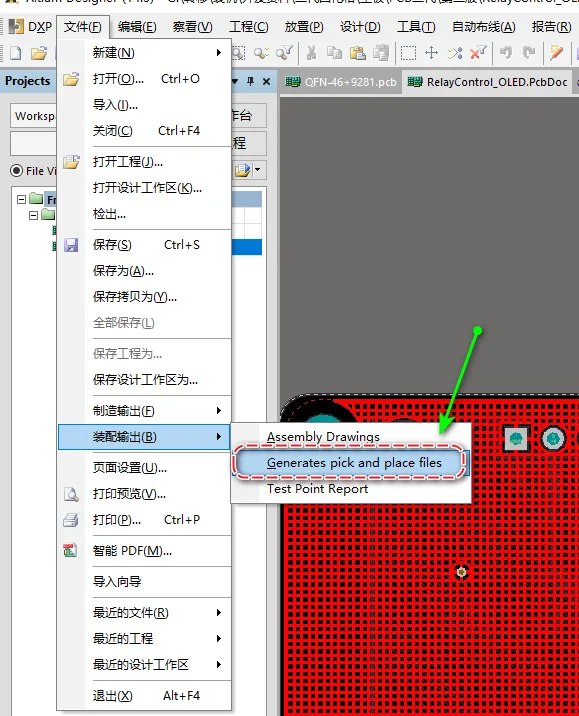 DXP 文件(F) 编辑(E) 察看(V) 工程(C) 放置(P) 设计(D) 工具(T) 自动布线(A) 报告(R)
Projects
QFN-46+9281.pcb RelayControl_OLED.PcbDoc
新建(N)
打开(O)... Ctrl+O
导入(I)...
Worksp
作台
关闭(C) Ctrl+F4
程
打开工程(J)...
File Vi
打开设计工作区(K)...
检出...
保存(S) Ctrl+S
保存为(A)...
保存拷贝为(Y)...
全部保存(L)
保存工程为...
保存设计工作区为...
制造输出(F)
装配输出(B)
Assembly Drawings
Generates pick and place files
页面设置(U)...
Test Point Report
打印预览(V)...
打印(P)... Ctrl+P
智能 PDF(M)...
导入向导
最近的文件(R)
最近的工程
最近的设计工作区
退出(X) Alt+F4